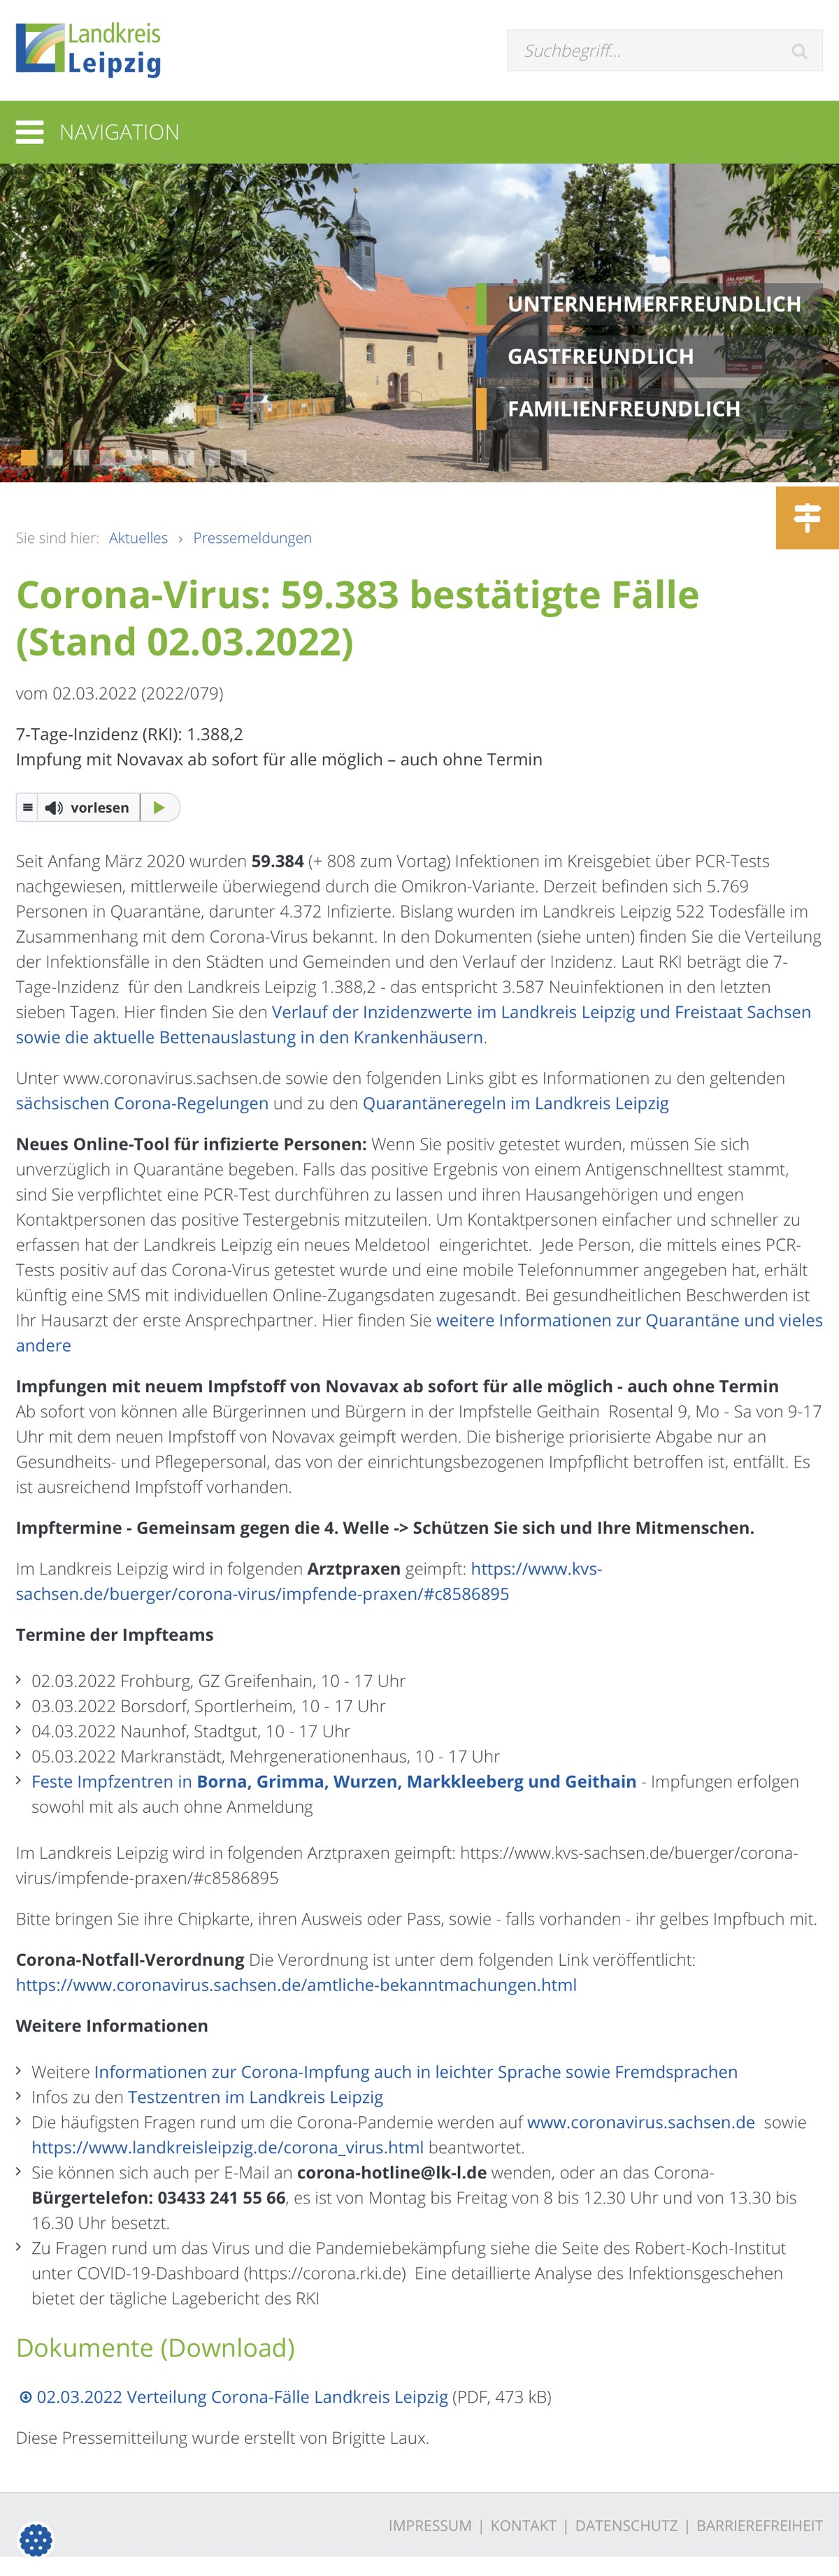 Landkreis
Leipzig
Suchbegriff...
NAVIGATION
UNTERNEHMERFREUNDLICH
GASTFREUNDLICH
FAMILIENFREUNDLICH
Sie sind hier: Aktuelles › Pressemeldungen
Corona-Virus: 59.383 bestätigte Fälle
(Stand 02.03.2022)
vom 02.03.2022 (2022/079)
7-Tage-Inzidenz (RKI): 1.388,2
Impfung mit Novavax ab sofort für alle möglich – auch ohne Termin
vorlesen
Seit Anfang März 2020 wurden 59.384 (+ 808 zum Vortag) Infektionen im Kreisgebiet über PCR-Tests
nachgewiesen, mittlerweile überwiegend durch die Omikron-Variante. Derzeit befinden sich 5.769
Personen in Quarantäne, darunter 4.372 Infizierte. Bislang wurden im Landkreis Leipzig 522 Todesfälle im
Zusammenhang mit dem Corona-Virus bekannt. In den Dokumenten (siehe unten) finden Sie die Verteilung
der Infektionsfälle in den Städten und Gemeinden und den Verlauf der Inzidenz. Laut RKI beträgt die 7-
Tage-Inzidenz  für den Landkreis Leipzig 1.388,2 - das entspricht 3.587 Neuinfektionen in den letzten
sieben Tagen. Hier finden Sie den Verlauf der Inzidenzwerte im Landkreis Leipzig und Freistaat Sachsen
sowie die aktuelle Bettenauslastung in den Krankenhäusern.
Unter www.coronavirus.sachsen.de sowie den folgenden Links gibt es Informationen zu den geltenden
sächsischen Corona-Regelungen und zu den Quarantäneregeln im Landkreis Leipzig
Neues Online-Tool für infizierte Personen: Wenn Sie positiv getestet wurden, müssen Sie sich
unverzüglich in Quarantäne begeben. Falls das positive Ergebnis von einem Antigenschnelltest stammt,
sind Sie verpflichtet eine PCR-Test durchführen zu lassen und ihren Hausangehörigen und engen
Kontaktpersonen das positive Testergebnis mitzuteilen. Um Kontaktpersonen einfacher und schneller zu
erfassen hat der Landkreis Leipzig ein neues Meldetool  eingerichtet.  Jede Person, die mittels eines PCR-
Tests positiv auf das Corona-Virus getestet wurde und eine mobile Telefonnummer angegeben hat, erhält
künftig eine SMS mit individuellen Online-Zugangsdaten zugesandt. Bei gesundheitlichen Beschwerden ist
Ihr Hausarzt der erste Ansprechpartner. Hier finden Sie weitere Informationen zur Quarantäne und vieles
andere
Impfungen mit neuem Impfstoff von Novavax ab sofort für alle möglich - auch ohne Termin
Ab sofort von können alle Bürgerinnen und Bürgern in der Impfstelle Geithain  Rosental 9, Mo - Sa von 9-17
Uhr mit dem neuen Impfstoff von Novavax geimpft werden. Die bisherige priorisierte Abgabe nur an
Gesundheits- und Pflegepersonal, das von der einrichtungsbezogenen Impfpflicht betroffen ist, entfällt. Es
ist ausreichend Impfstoff vorhanden.
Impftermine - Gemeinsam gegen die 4. Welle -> Schützen Sie sich und Ihre Mitmenschen.
Im Landkreis Leipzig wird in folgenden Arztpraxen geimpft: https://www.kvs-
sachsen.de/buerger/corona-virus/impfende-praxen/#c8586895
Termine der Impfteams
› 02.03.2022 Frohburg, GZ Greifenhain, 10 - 17 Uhr
› 03.03.2022 Borsdorf, Sportlerheim, 10 - 17 Uhr
› 04.03.2022 Naunhof, Stadtgut, 10 - 17 Uhr
› 05.03.2022 Markranstädt, Mehrgenerationenhaus, 10 - 17 Uhr
› Feste Impfzentren in Borna, Grimma, Wurzen, Markkleeberg und Geithain - Impfungen erfolgen
sowohl mit als auch ohne Anmeldung
Im Landkreis Leipzig wird in folgenden Arztpraxen geimpft: https://www.kvs-sachsen.de/buerger/corona-
virus/impfende-praxen/#c8586895
Bitte bringen Sie ihre Chipkarte, ihren Ausweis oder Pass, sowie - falls vorhanden - ihr gelbes Impfbuch mit.
Corona-Notfall-Verordnung Die Verordnung ist unter dem folgenden Link veröffentlicht:
https://www.coronavirus.sachsen.de/amtliche-bekanntmachungen.html
Weitere Informationen
› Weitere Informationen zur Corona-Impfung auch in leichter Sprache sowie Fremdsprachen
› Infos zu den Testzentren im Landkreis Leipzig
› Die häufigsten Fragen rund um die Corona-Pandemie werden auf www.coronavirus.sachsen.de  sowie
https://www.landkreisleipzig.de/corona_virus.html beantwortet.
› Sie können sich auch per E-Mail an corona-hotline@lk-l.de wenden, oder an das Corona-
Bürgertelefon: 03433 241 55 66, es ist von Montag bis Freitag von 8 bis 12.30 Uhr und von 13.30 bis
16.30 Uhr besetzt.
› Zu Fragen rund um das Virus und die Pandemiebekämpfung siehe die Seite des Robert-Koch-Institut
unter COVID-19-Dashboard (https://corona.rki.de)  Eine detaillierte Analyse des Infektionsgeschehen
bietet der tägliche Lagebericht des RKI
Dokumente (Download)
02.03.2022 Verteilung Corona-Fälle Landkreis Leipzig (PDF, 473 kB)
Diese Pressemitteilung wurde erstellt von Brigitte Laux.
IMPRESSUM | KONTAKT | DATENSCHUTZ | BARRIEREFREIHEIT